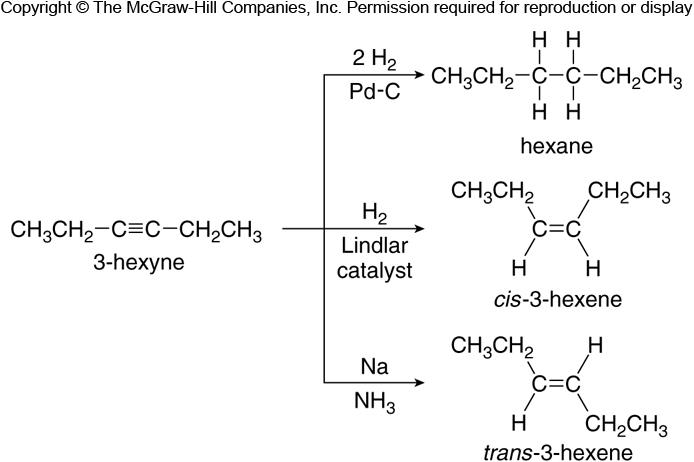 Copyright © The McGraw-Hill Companies, Inc. Permission required for reproduction or display
H H
2 H₂
CH₃CH₂–C–C–CH₂CH₃
Pd-C
H H
hexane
CH₃CH₂ CH₂CH₃
H₂
C=C
CH₃CH₂–C≡C–CH₂CH₃
3-hexyne
Lindlar
catalyst
H H
cis-3-hexene
CH₃CH₂ H
Na
C=C
NH₃
H CH₂CH₃
trans-3-hexene